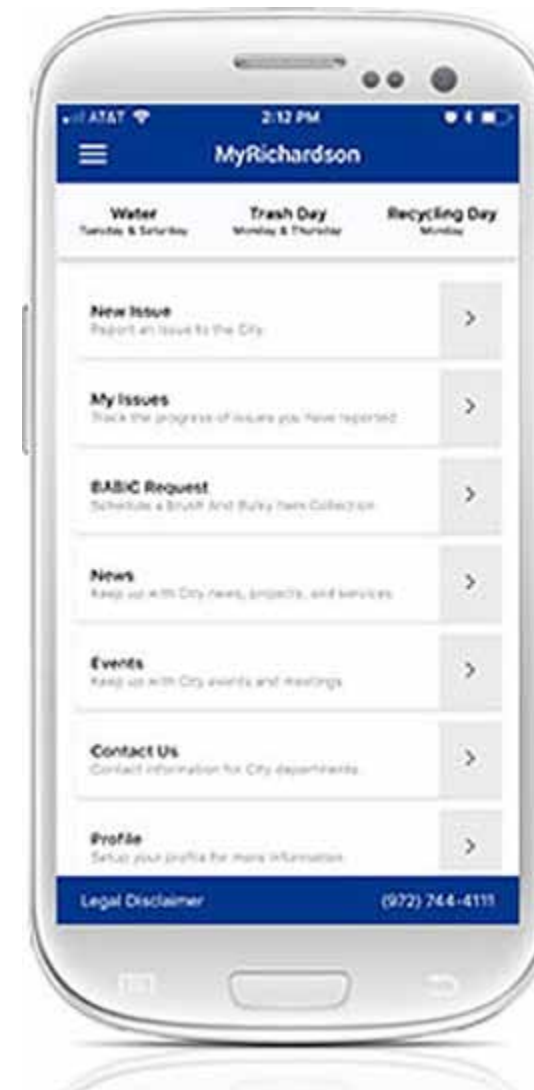 AT&T 2:12 PM
MyRichardson
Water Trash Day Recycling Day
Tuesday & Saturday Monday & Thursday Monday
New Issue
Report an issue to the City
My Issues
Track the progress of issues you have reported
BABIC Request
Schedule a Brush And Bulky Item Collection
News
Keep up with City news, projects, and services
Events
Keep up with City events and meetings
Contact Us
Contact information for City departments
Profile
Setup your profile for more information
Legal Disclaimer (972) 744-4111